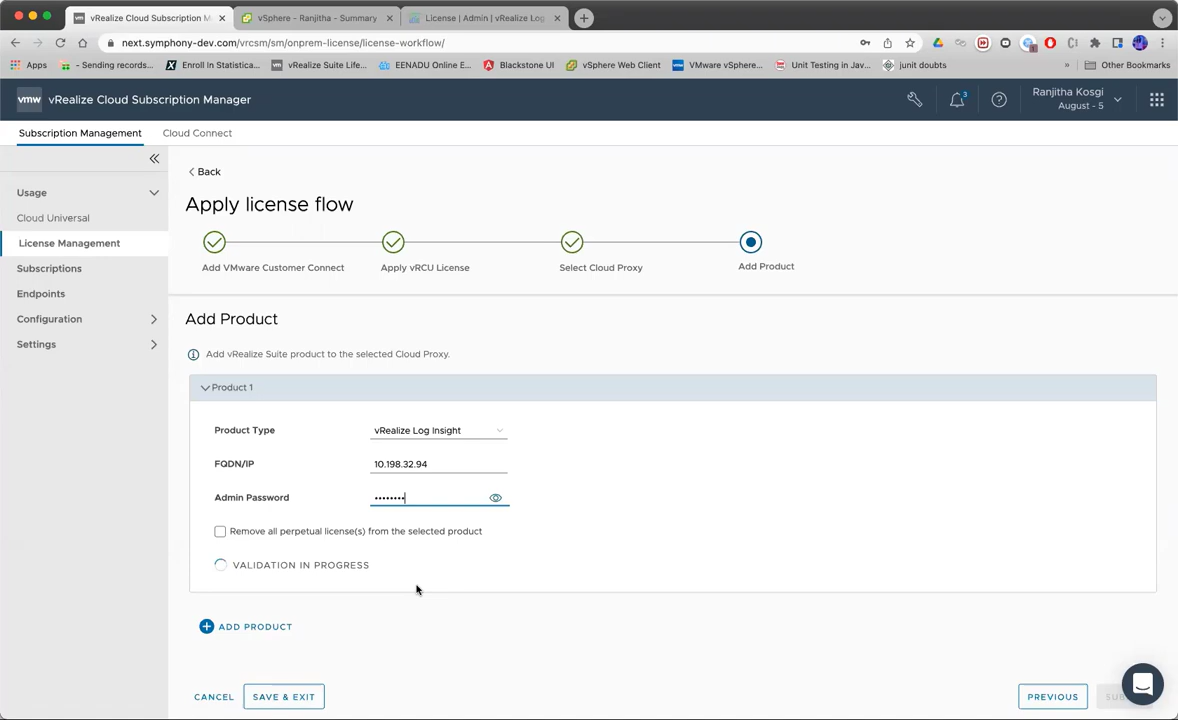 vRealize Cloud Subscription M
vSphere - Ranjitha - Summary
License | Admin | vRealize Log
next.symphony-dev.com/vrcsm/sm/onprem-license/license-workflow/
Apps
- Sending records...
Enroll In Statistica...
vRealize Suite Life...
EENADU Online E...
Blackstone UI
vSphere Web Client
VMware vSphere...
Unit Testing in Jav...
junit doubts
»
Other Bookmarks
vmw
vRealize Cloud Subscription Manager
3
Ranjitha Kosgi
August - 5
Subscription Management
Cloud Connect
Usage
Cloud Universal
License Management
Subscriptions
Endpoints
Configuration
Settings
Back
Apply license flow
Add VMware Customer Connect
Apply vRCU License
Select Cloud Proxy
Add Product
Add Product
Add vRealize Suite product to the selected Cloud Proxy.
Product 1
Product Type
vRealize Log Insight
FQDN/IP
10.198.32.94
Admin Password
••••••••
Remove all perpetual license(s) from the selected product
VALIDATION IN PROGRESS
ADD PRODUCT
CANCEL
SAVE & EXIT
PREVIOUS